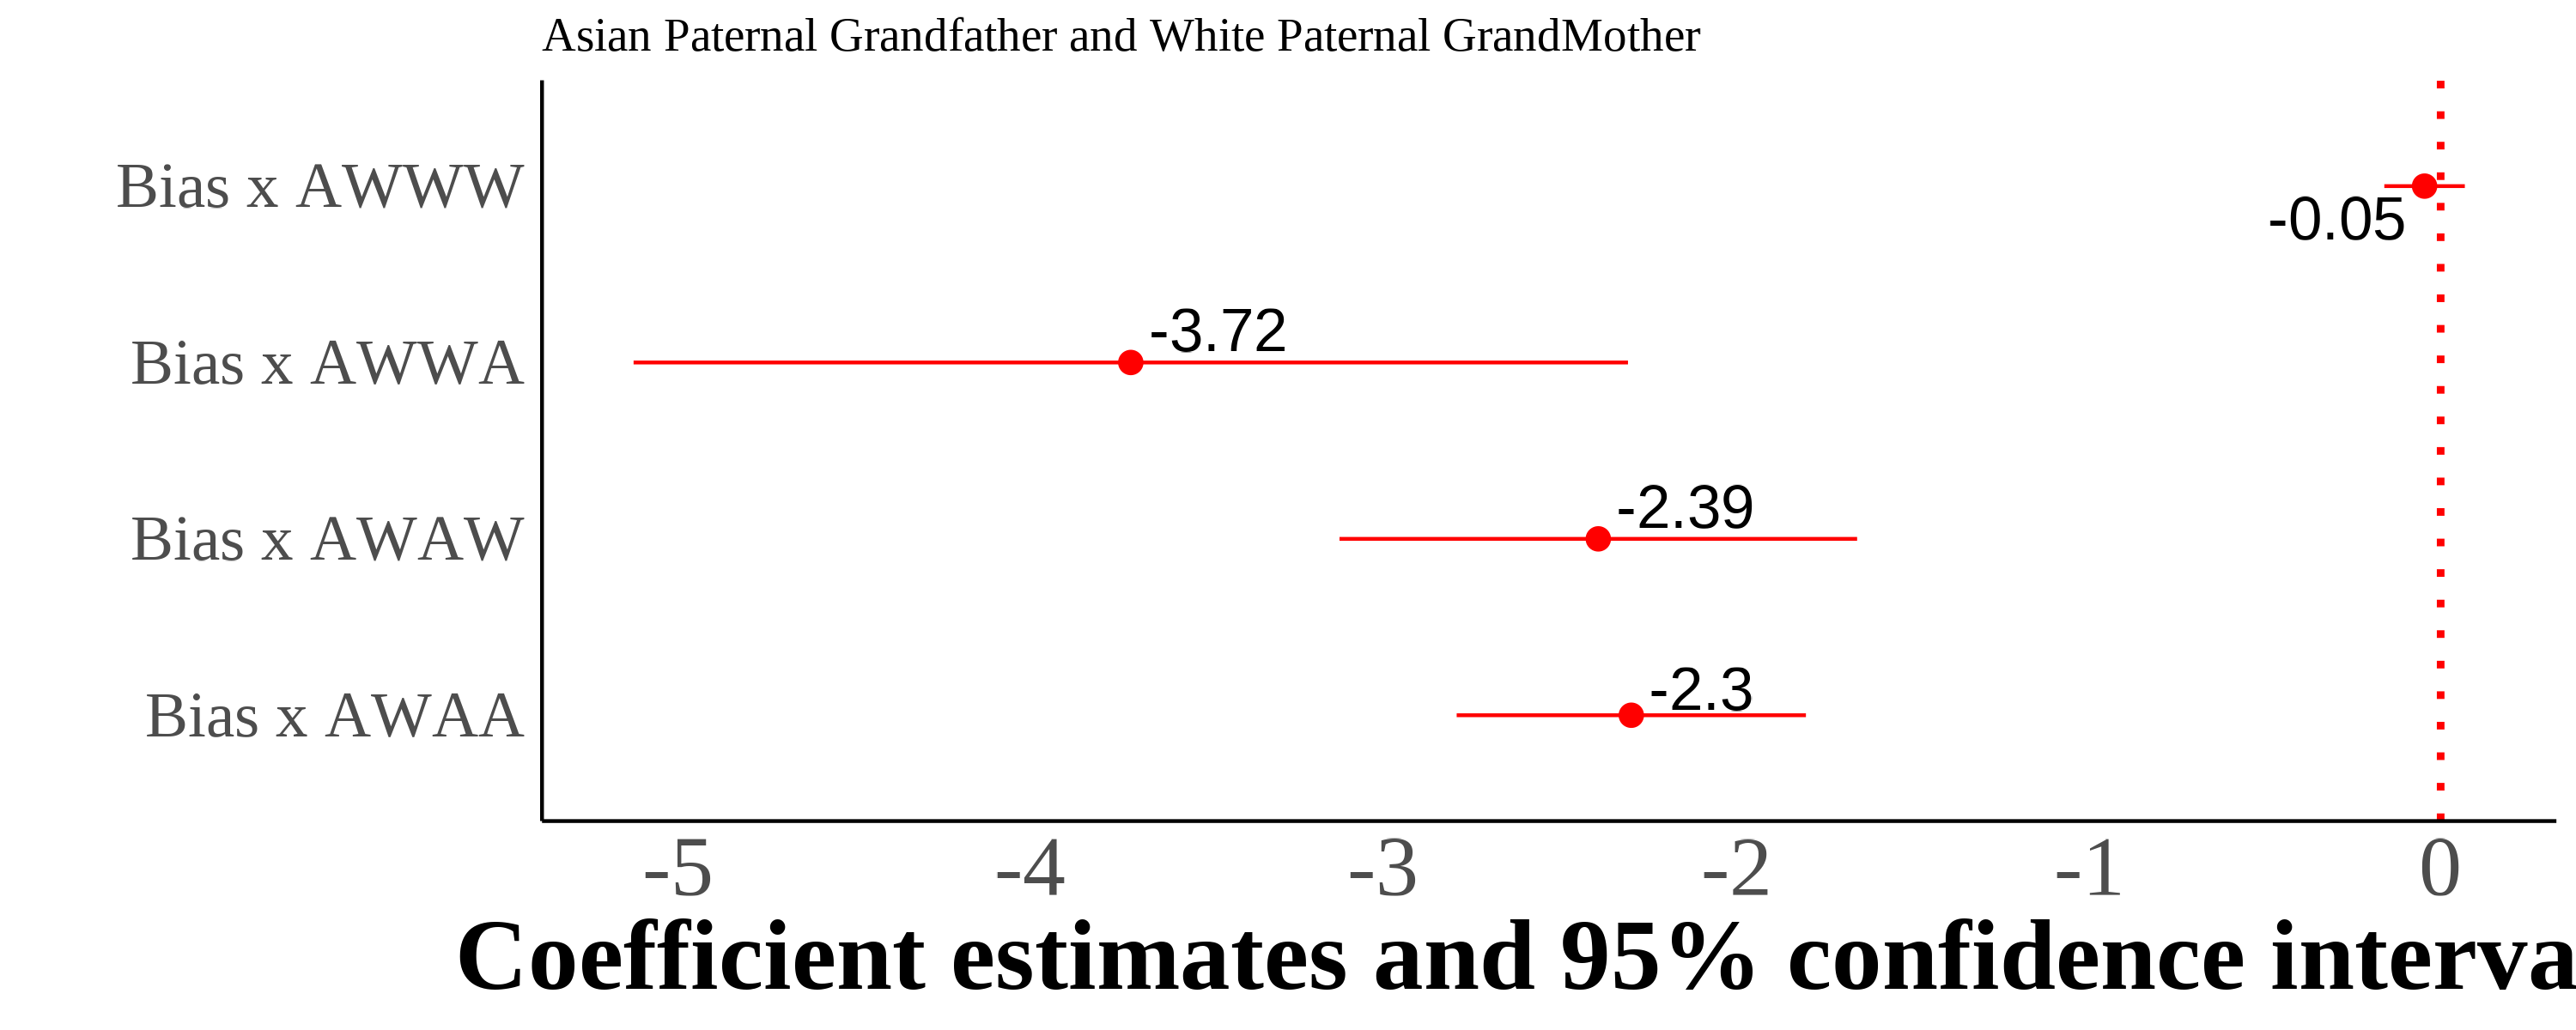 Asian Paternal Grandfather and White Paternal GrandMother
Bias x AWWW
-0.05
Bias x AWWA
-3.72
Bias x AWAW
-2.39
Bias x AWAA
-2.3
-5 -4 -3 -2 -1 0
Coefficient estimates and 95% confidence interva